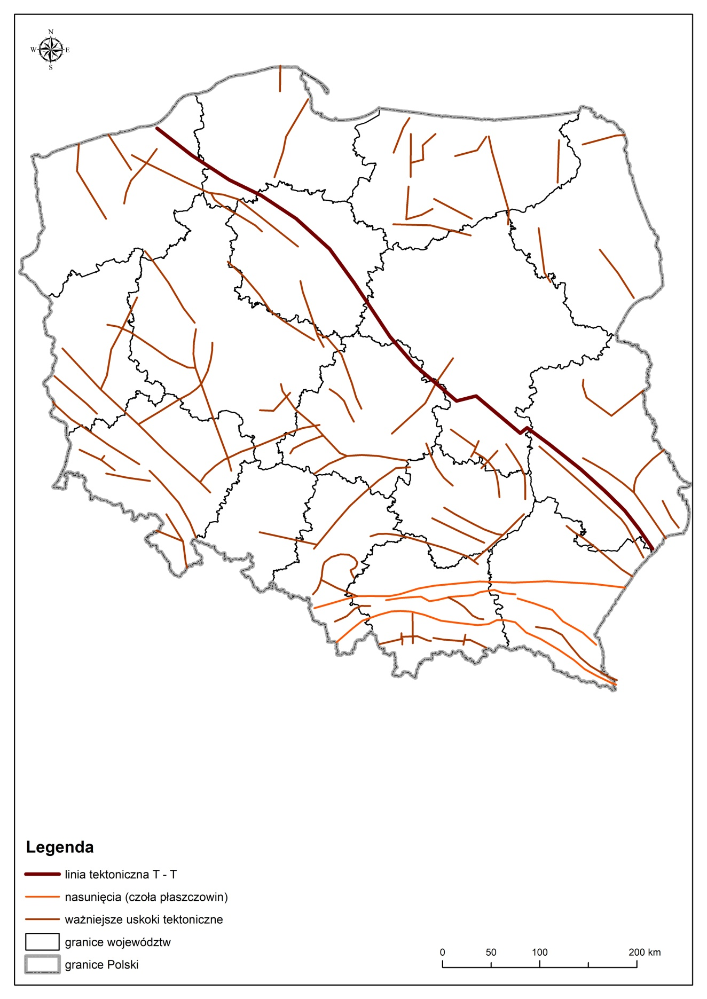 N
W E
S
Legenda
linia tektoniczna T - T
nasunięcia (czoła płaszczowin)
ważniejsze uskoki tektoniczne
granice województw
granice Polski
0 50 100 200 km